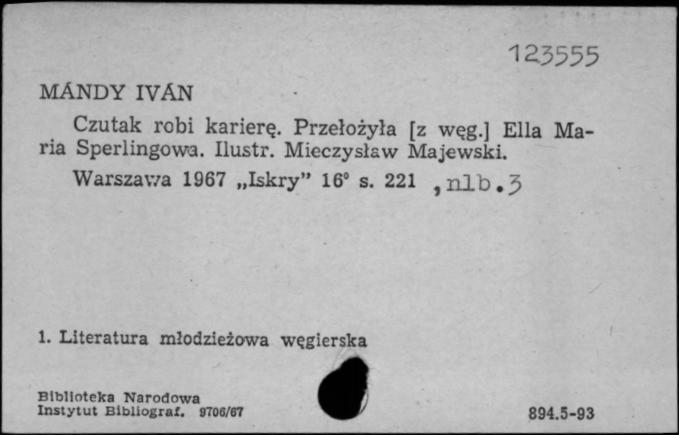 123555
MÁNDY IVÁN
Czutak robi karierę. Przełożyła [z węg.] Ella Ma-
ria Sperlingowa. Ilustr. Mieczysław Majewski.
Warszawa 1967 „Iskry” 16° s. 221 , nlb.3
1. Literatura młodzieżowa węgierska
Biblioteka Narodowa
Instytut Bibliograf. 9706/67
894.5-93